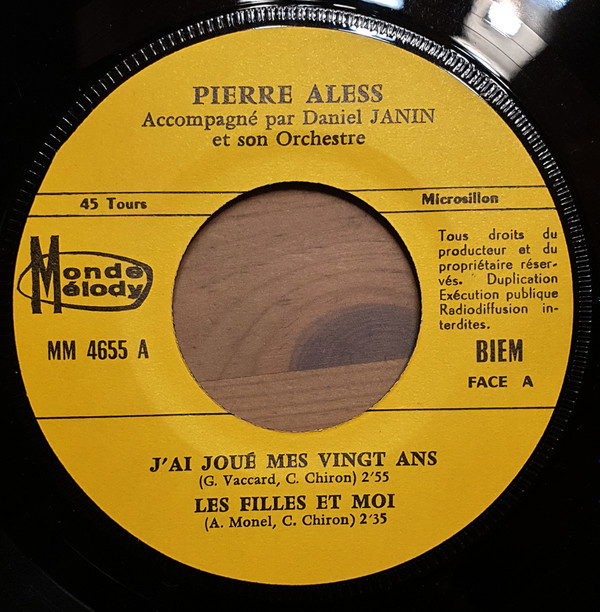 PIERRE ALESS
Accompagné par Daniel JANIN
et son Orchestre
45 Tours
Microsillon
Monde
Mélody
MM 4655 A
Tous droits du
producteur et du
propriétaire réser-
vés. Duplication
Exécution publique
Radiodiffusion in-
terdites.
BIEM
FACE A
J'AI JOUÉ MES VINGT ANS
(G. Vaccard, C. Chiron) 2'55
LES FILLES ET MOI
(A. Monel, C. Chiron) 2'35